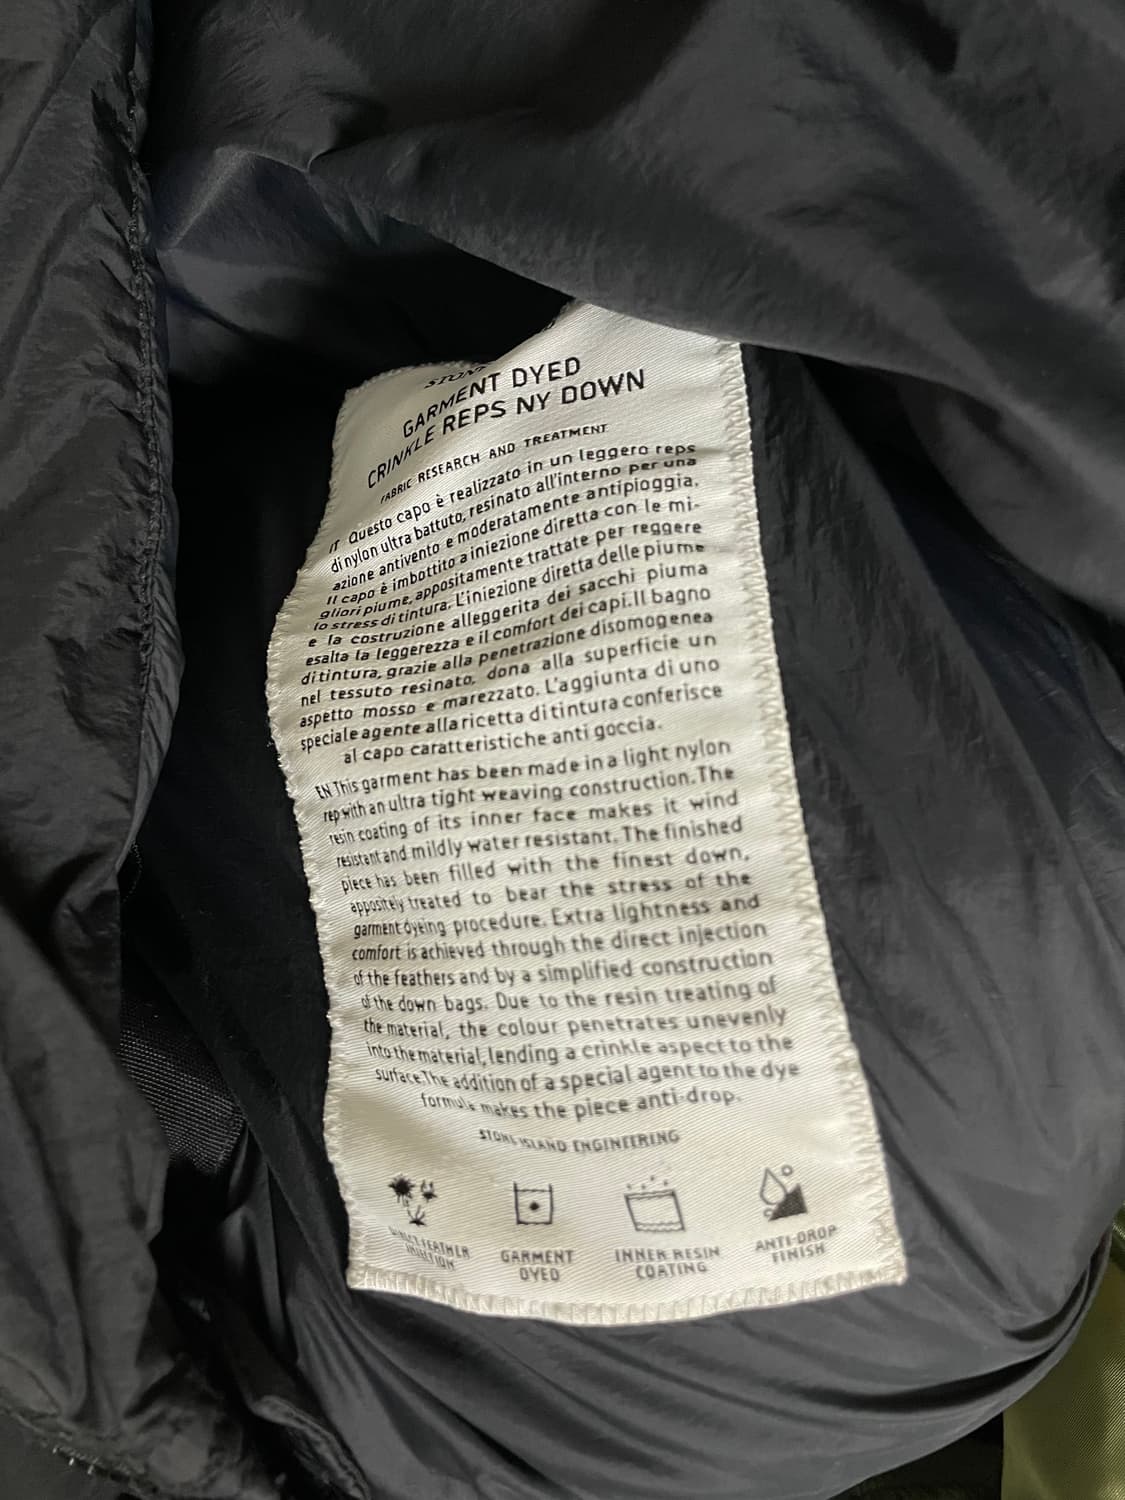 STONE
GARMENT DYED
CRINKLE REPS NY DOWN
FABRIC RESEARCH AND TREATMENT
IT Questo capo è realizzato in un leggero reps
di nylon ultra battuto, resinato all'interno per una
azione antivento e moderatamente antipioggia.
Il capo è imbottito a iniezione diretta con le mi-
gliori piume, appositamente trattate per reggere
lo stress di tintura. L'iniezione diretta delle piume
e la costruzione alleggerita dei sacchi piuma
esalta la leggerezza e il comfort dei capi. Il bagno
di tintura, grazie alla penetrazione disomogenea
nel tessuto resinato, dona alla superficie un
aspetto mosso e marezzato. L'aggiunta di uno
speciale agente alla ricetta di tintura conferisce
al capo caratteristiche anti goccia.
EN This garment has been made in a light nylon
rep with an ultra tight weaving construction. The
resin coating of its inner face makes it wind
resistant and mildly water resistant. The finished
piece has been filled with the finest down,
appositely treated to bear the stress of the
garment dyeing procedure. Extra lightness and
comfort is achieved through the direct injection
of the feathers and by a simplified construction
of the down bags. Due to the resin treating of
the material, the colour penetrates unevenly
into the material, lending a crinkle aspect to the
surface. The addition of a special agent to the dye
formula makes the piece anti-drop.
STONE ISLAND ENGINEERING
DIRECT FEATHER
INJECTION
GARMENT
DYED
INNER RESIN
COATING
ANTI-DROP
FINISH